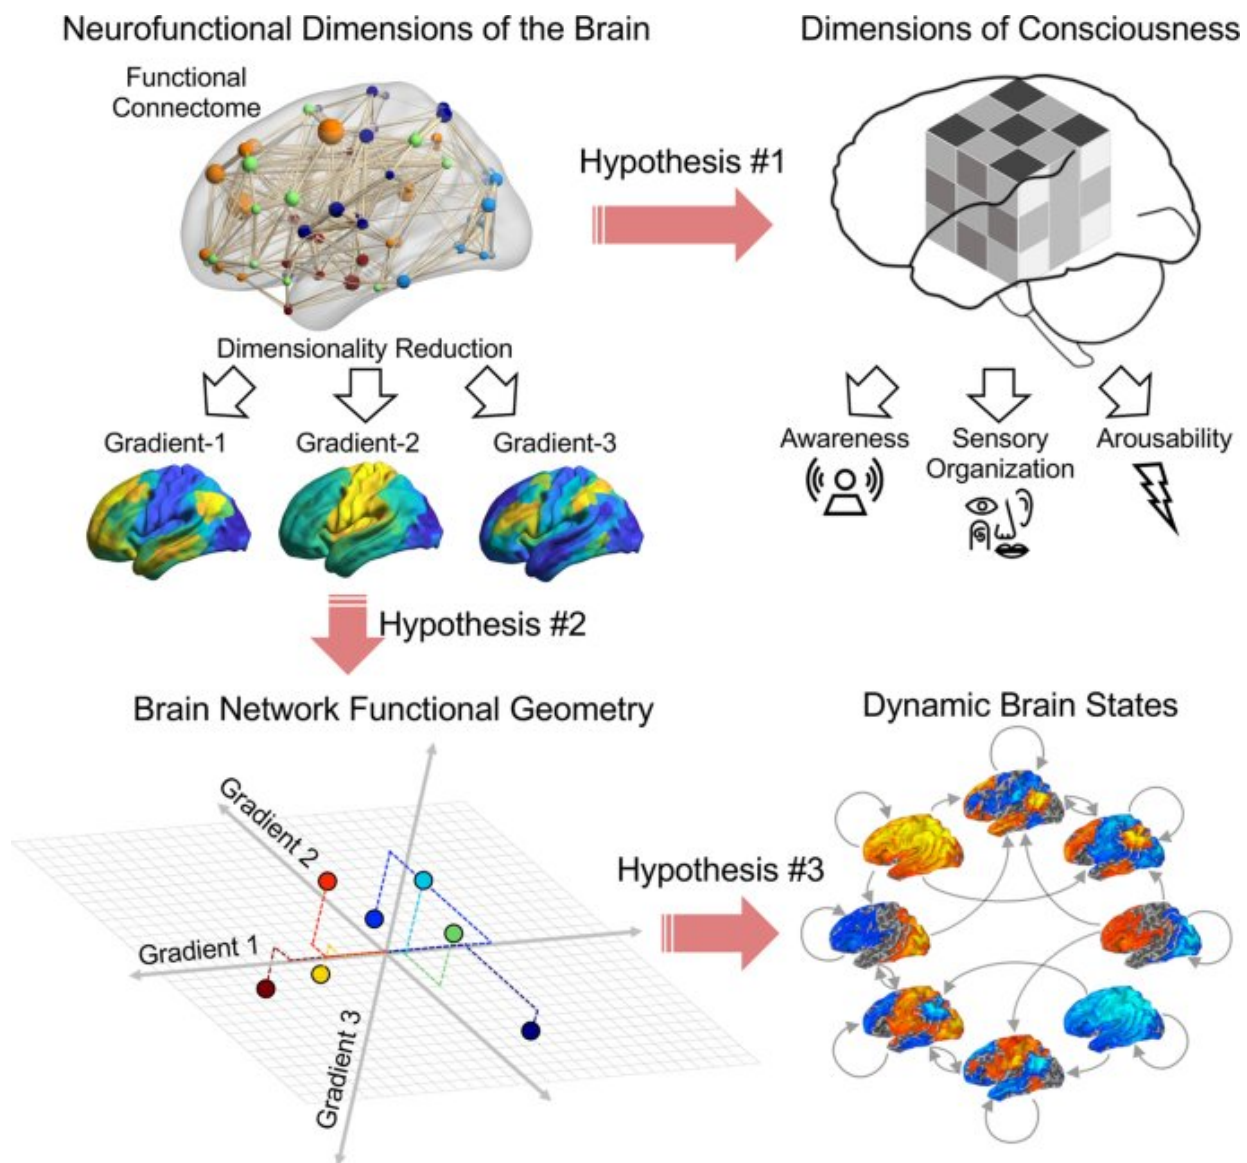 Neurofunctional Dimensions of the Brain
Functional
Connectome
Dimensionality Reduction
Gradient-1
Gradient-2
Gradient-3
Hypothesis #1
Dimensions of Consciousness
Awareness
Sensory
Organization
Arousability
Hypothesis #2
Brain Network Functional Geometry
Gradient 2
Gradient 1
Gradient 3
Hypothesis #3
Dynamic Brain States